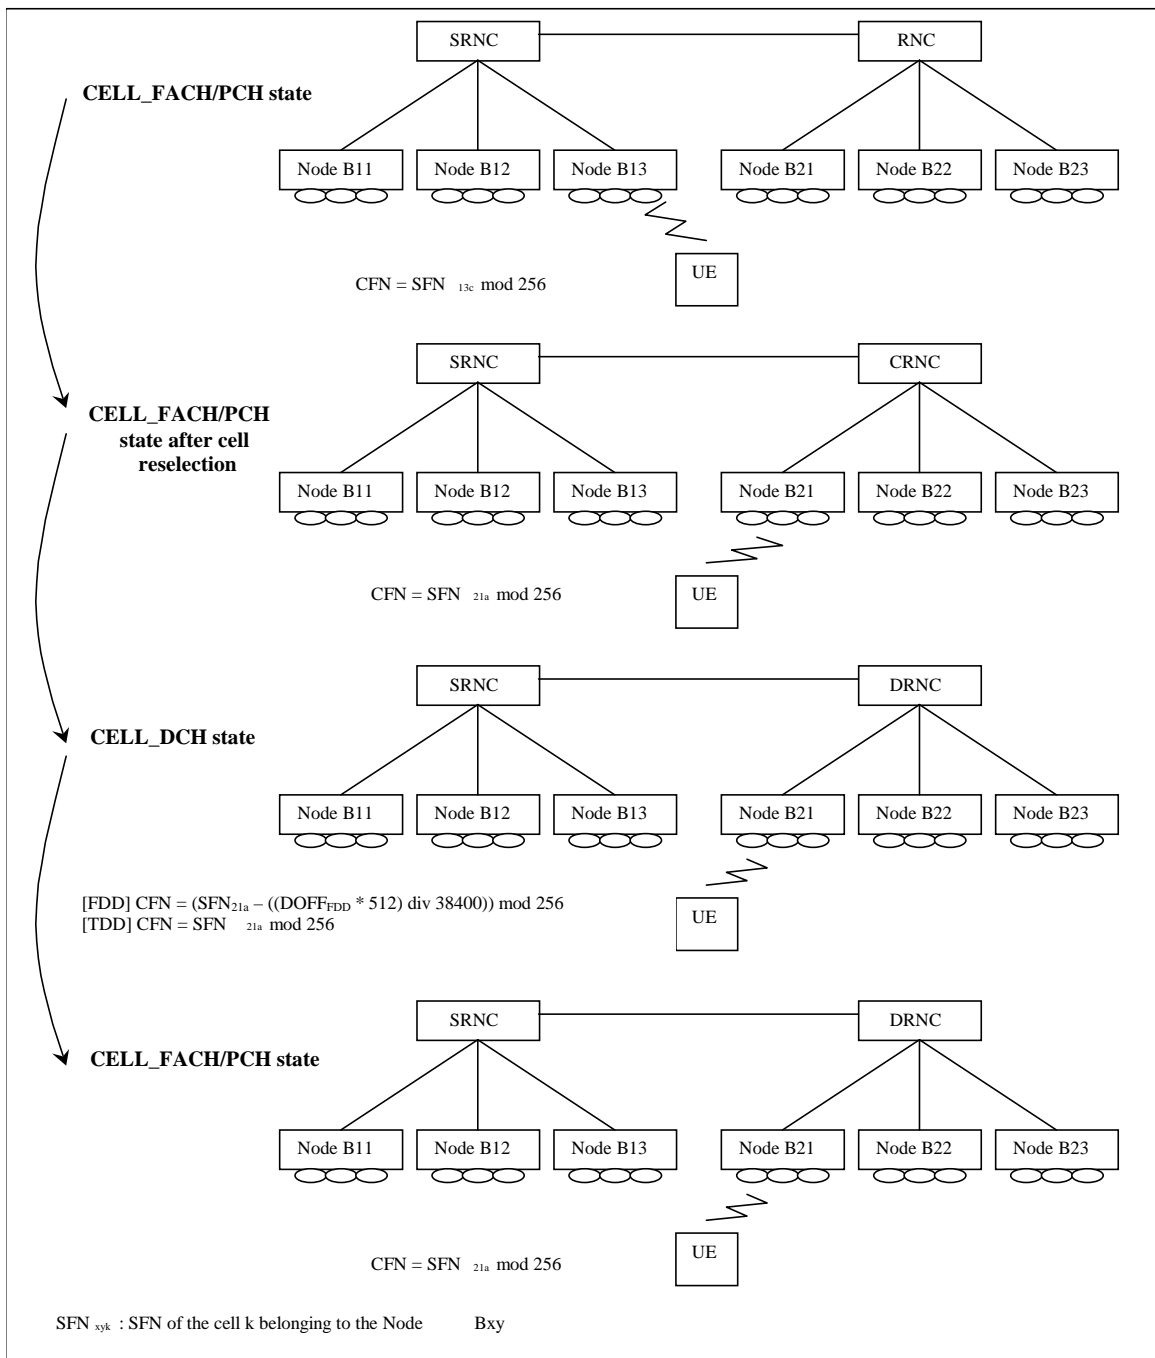 SRNC RNC
CELL_FACH/PCH state
Node B11 Node B12 Node B13 Node B21 Node B22 Node B23
UE
CFN = SFN 13c mod 256
SRNC CRNC
CELL_FACH/PCH
state after cell
reselection
Node B11 Node B12 Node B13 Node B21 Node B22 Node B23
UE
CFN = SFN 21a mod 256
SRNC DRNC
CELL_DCH state
Node B11 Node B12 Node B13 Node B21 Node B22 Node B23
[FDD] CFN = (SFN21a – ((DOFFFDD * 512) div 38400)) mod 256
UE
[TDD] CFN = SFN 21a mod 256
SRNC DRNC
CELL_FACH/PCH state
Node B11 Node B12 Node B13 Node B21 Node B22 Node B23
UE
CFN = SFN 21a mod 256
SFN xyk : SFN of the cell k belonging to the Node Bxy